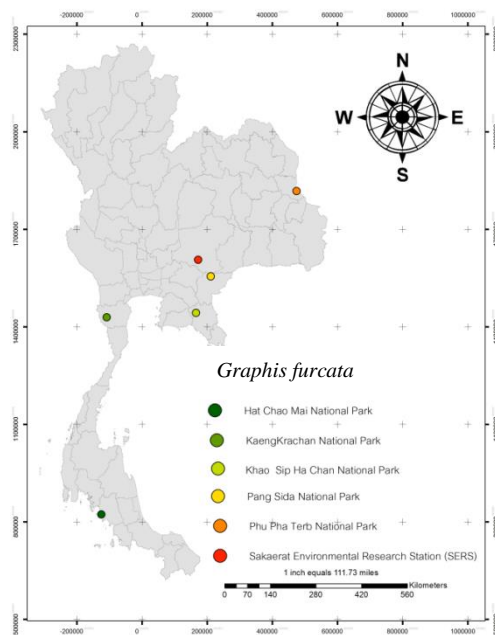 -200000 0 200000 400000 600000 800000 1000000
2300000
2000000
1700000
1400000
1100000
800000
500000
N
W E
S
Graphis furcata
Hat Chao Mai National Park
KaengKrachan National Park
Khao Sip Ha Chan National Park
Pang Sida National Park
Phu Pha Terb National Park
Sakaerat Environmental Research Station (SERS)
1 inch equals 111.73 miles
Kilometers
0 70 140 280 420 560
-200000 0 200000 400000 600000 800000 1000000